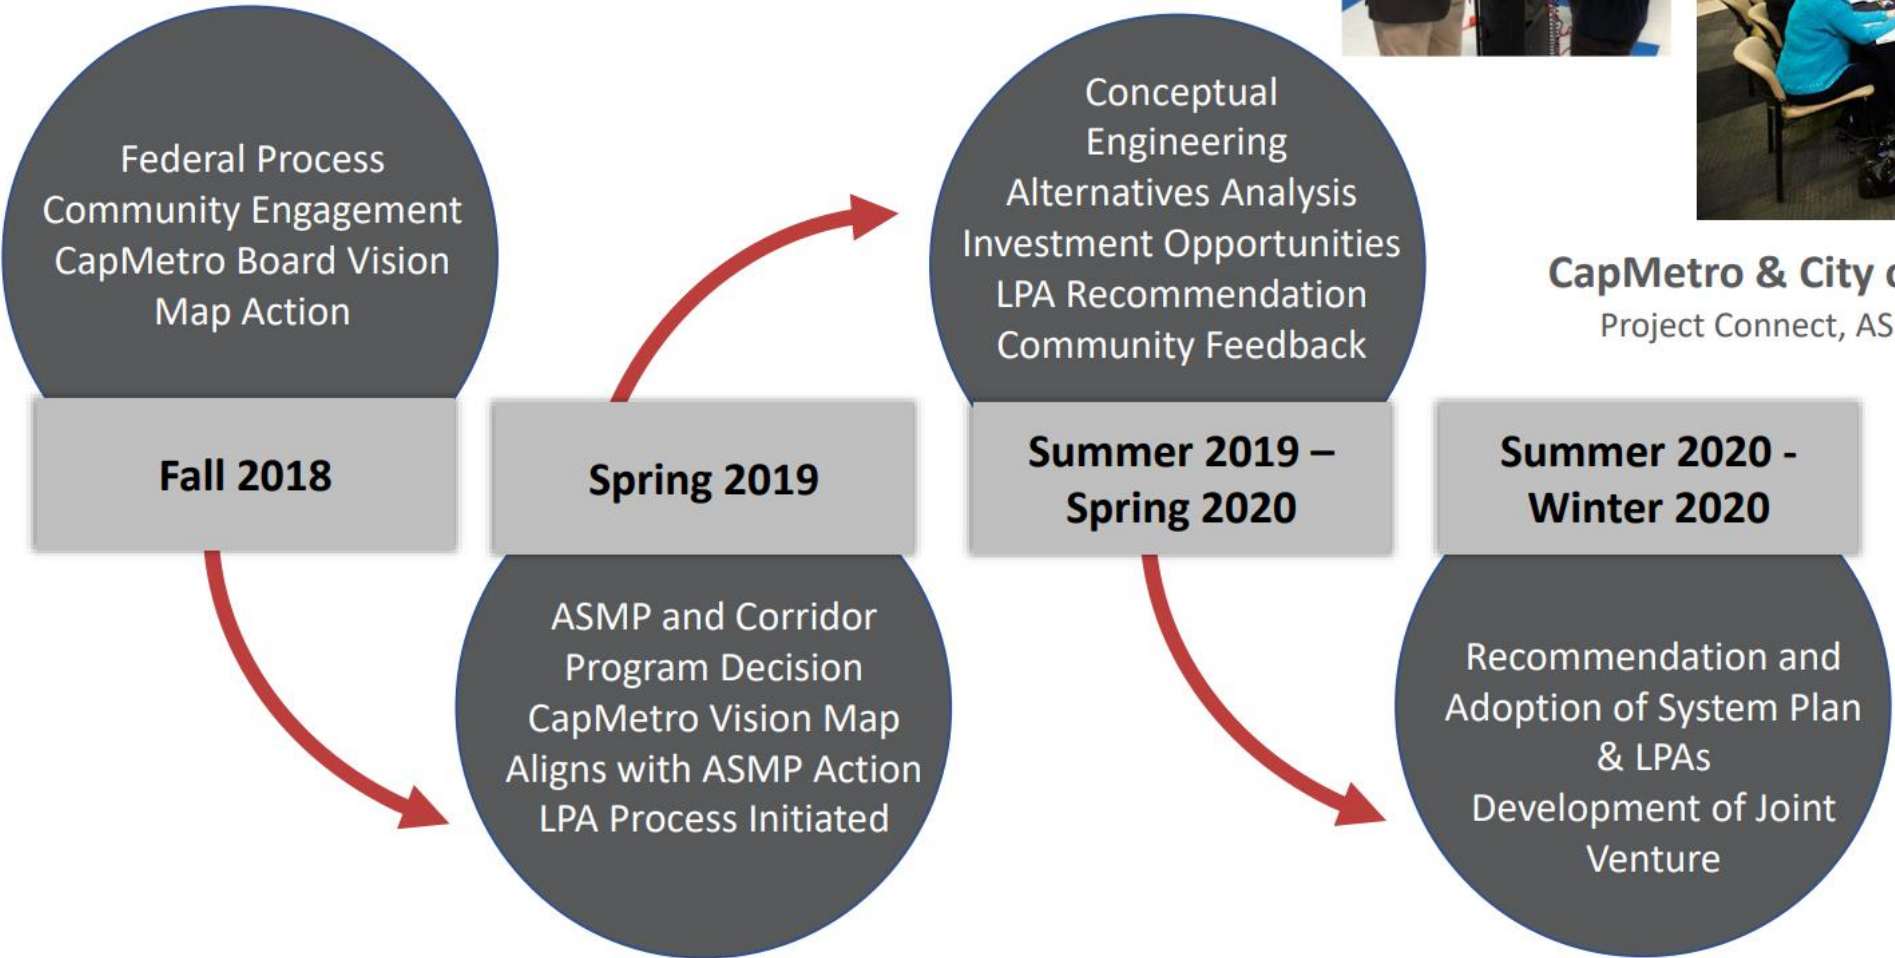 Federal Process
Community Engagement
CapMetro Board Vision
Map Action
Fall 2018
Spring 2019
ASMP and Corridor
Program Decision
CapMetro Vision Map
Aligns with ASMP Action
LPA Process Initiated
Conceptual
Engineering
Alternatives Analysis
Investment Opportunities
LPA Recommendation
Community Feedback
Summer 2019 –
Spring 2020
CapMetro & City
Project Connect,
Summer 2020 -
Winter 2020
Recommendation and
Adoption of System Plan
& LPAs
Development of Joint
Venture